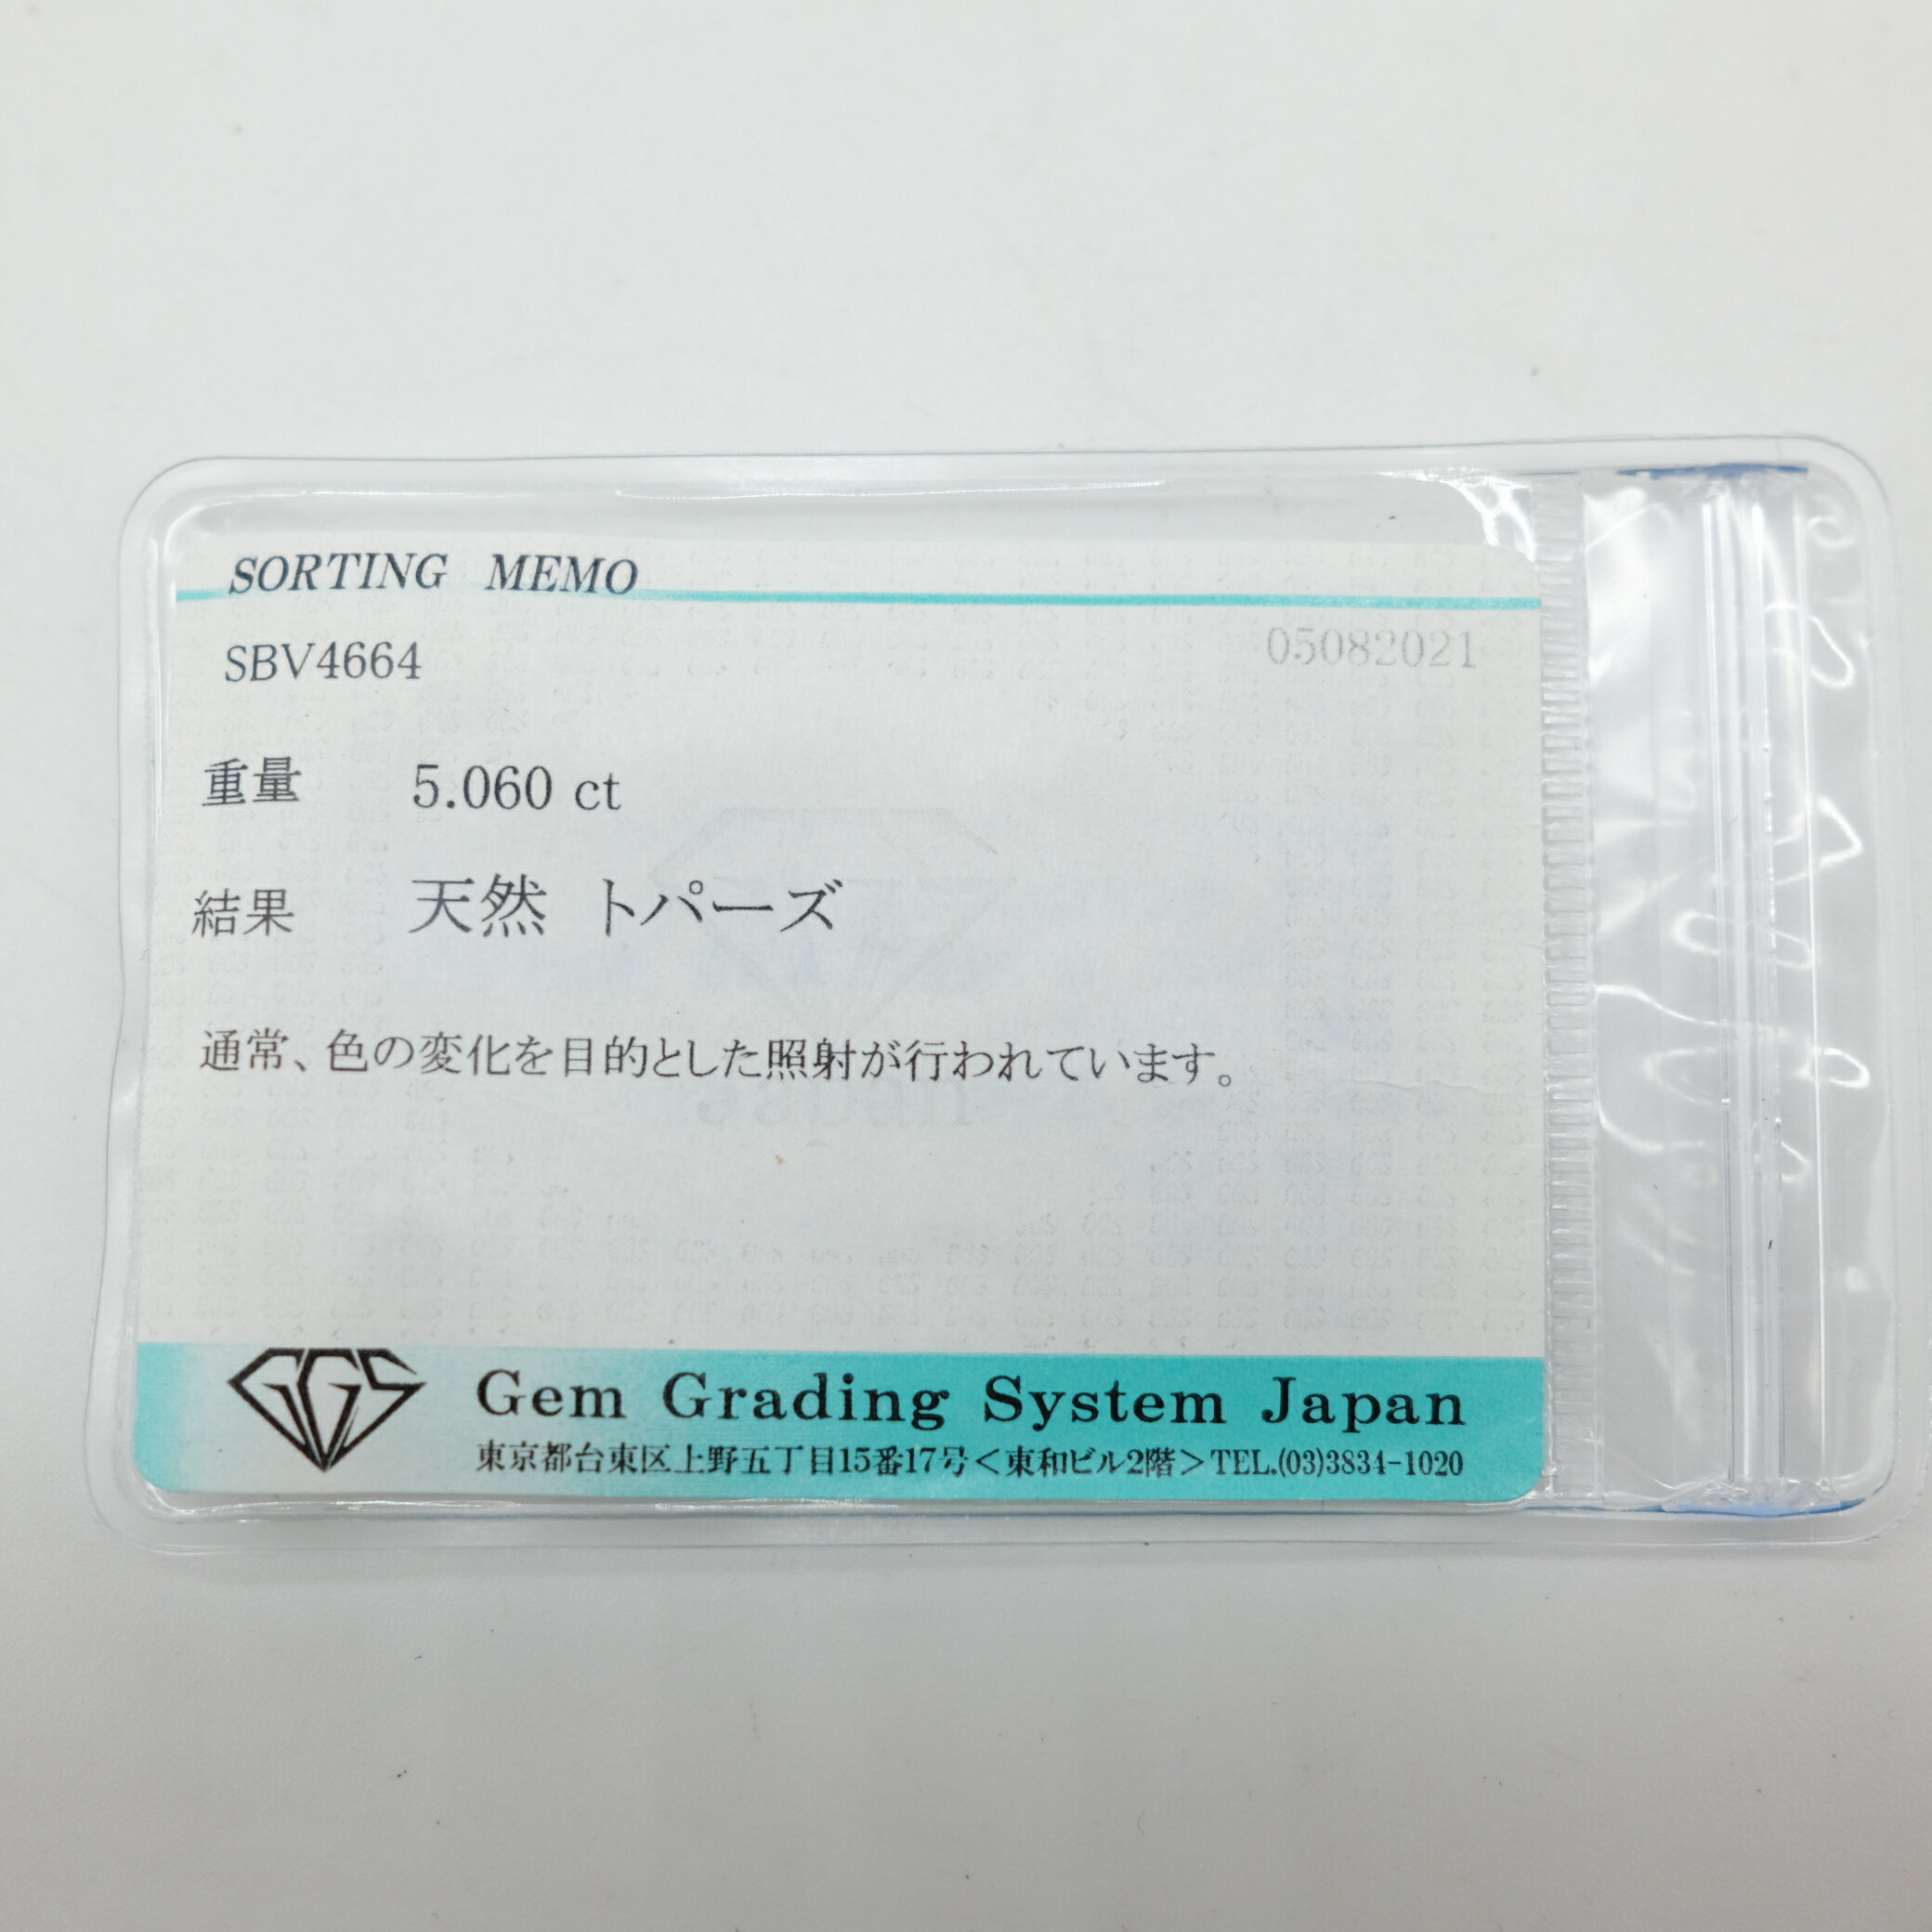 SORTING MEMO
SBV4664
05082021
重量 5.060 ct
結果 天然 トパーズ
通常、色の変化を目的とした照射が行われています。
Japan
GGS
Gem Grading System Japan
東京都台東区上野五丁目15番17号<東和ビル2階>TEL.(03)3834-1020